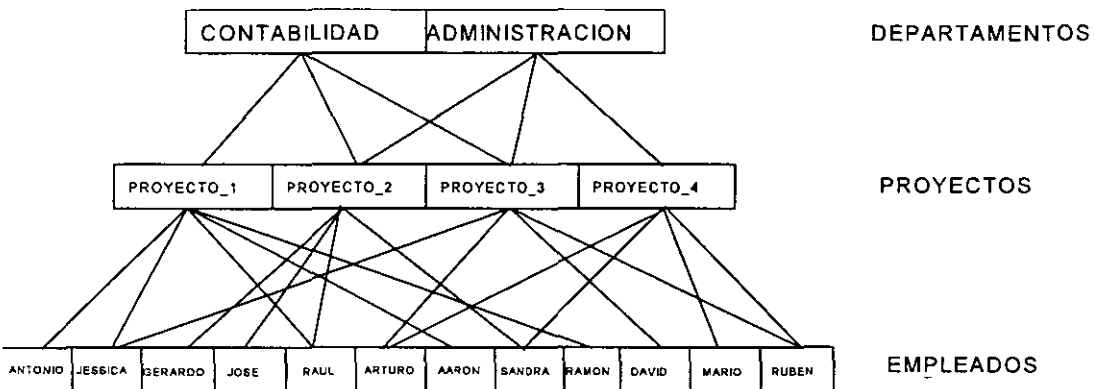 CONTABILIDAD ADMINISTRACION DEPARTAMENTOS
PROYECTO_1 PROYECTO_2 PROYECTO_3 PROYECTO_4 PROYECTOS
ANTONIO JESSICA GERARDO JOSE RAUL ARTURO AARON SANDRA RAMON DAVID MARIO RUBEN EMPLEADOS